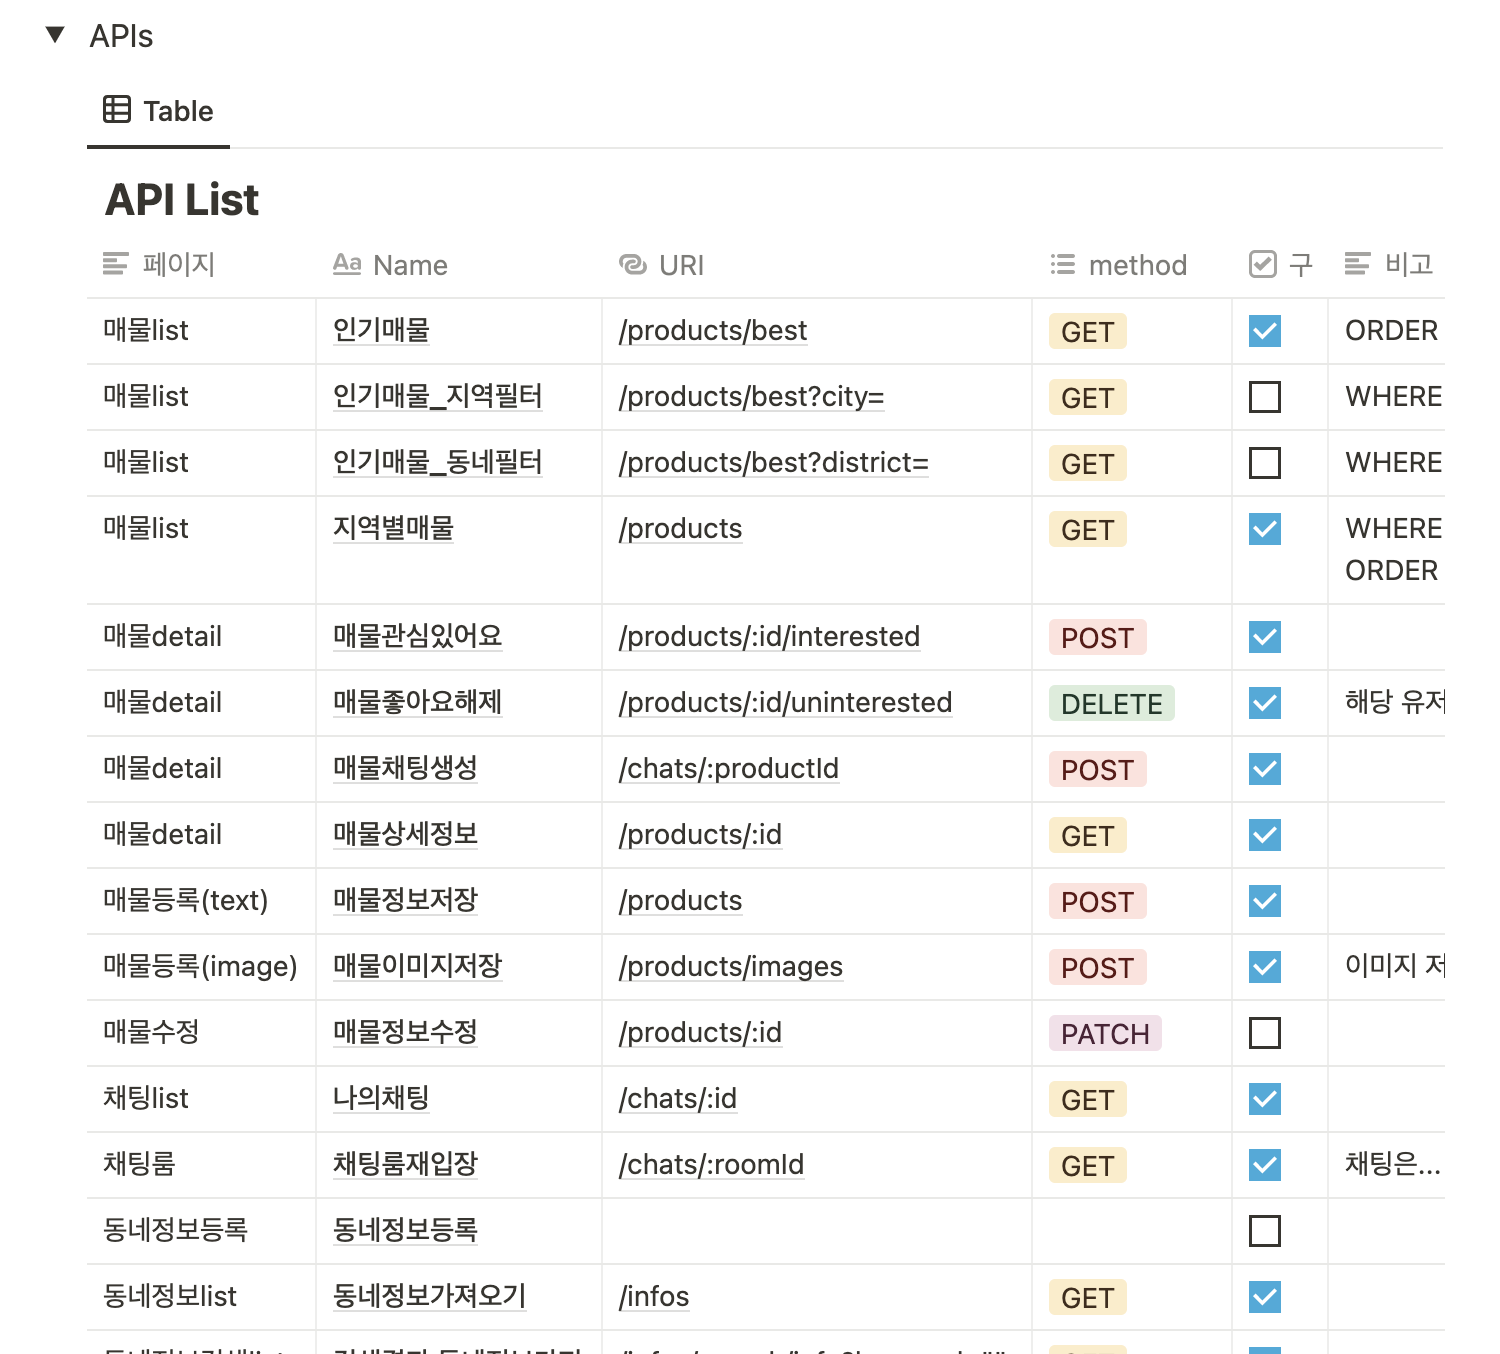 APIs
Table
API List
페이지 Aa Name URI method 구 비고
매물list 인기매물 /products/best GET ORDER
매물list 인기매물_지역필터 /products/best?city= GET WHERE
매물list 인기매물_동네필터 /products/best?district= GET WHERE
매물list 지역별매물 /products GET WHERE
ORDER
매물detail 매물관심있어요 /products/:id/interested POST
매물detail 매물좋아요해제 /products/:id/uninterested DELETE 해당 유저
매물detail 매물채팅생성 /chats/:productId POST
매물detail 매물상세정보 /products/:id GET
매물등록(text) 매물정보저장 /products POST
매물등록(image) 매물이미지저장 /products/images POST 이미지 저
매물수정 매물정보수정 /products/:id PATCH
채팅list 나의채팅 /chats/:id GET
채팅룸 채팅룸재입장 /chats/:roomId GET 채팅은...
동네정보등록 동네정보등록
동네정보list 동네정보가져오기 /infos GET